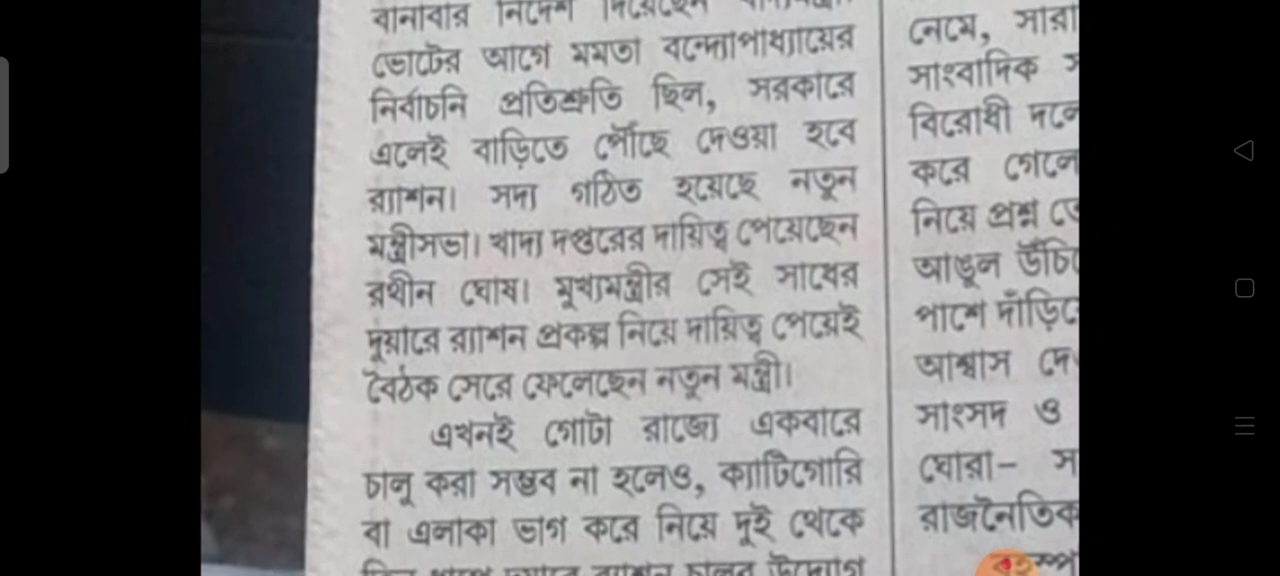 বানাবার নির্দেশ দিয়েছেন
ভোটের আগে মমতা বন্দ্যোপাধ্যায়ের
নির্বাচনি প্রতিশ্রুতি ছিল, সরকারে
এলেই বাড়িতে পৌঁছে দেওয়া হবে
র‍্যাশন। সদ্য গঠিত হয়েছে নতুন
মন্ত্রীসভা। খাদ্য দপ্তরের দায়িত্ব পেয়েছেন
রথীন ঘোষ। মুখ্যমন্ত্রীর সেই সাধের
দুয়ারে র‍্যাশন প্রকল্প নিয়ে দায়িত্ব পেয়েই
বৈঠক সেরে ফেলেছেন নতুন মন্ত্রী।
এখনই গোটা রাজ্যে একবারে
চালু করা সম্ভব না হলেও, ক্যাটিগোরি
বা এলাকা ভাগ করে নিয়ে দুই থেকে
নেমে, সারা
সাংবাদিক
বিরোধী দলে
করে গেলে
নিয়ে প্রশ্ন
আঙুল উঁচি
পাশে দাঁড়ি
আশ্বাস
সাংসদ ও
ঘোরা– স
রাজনৈতিক